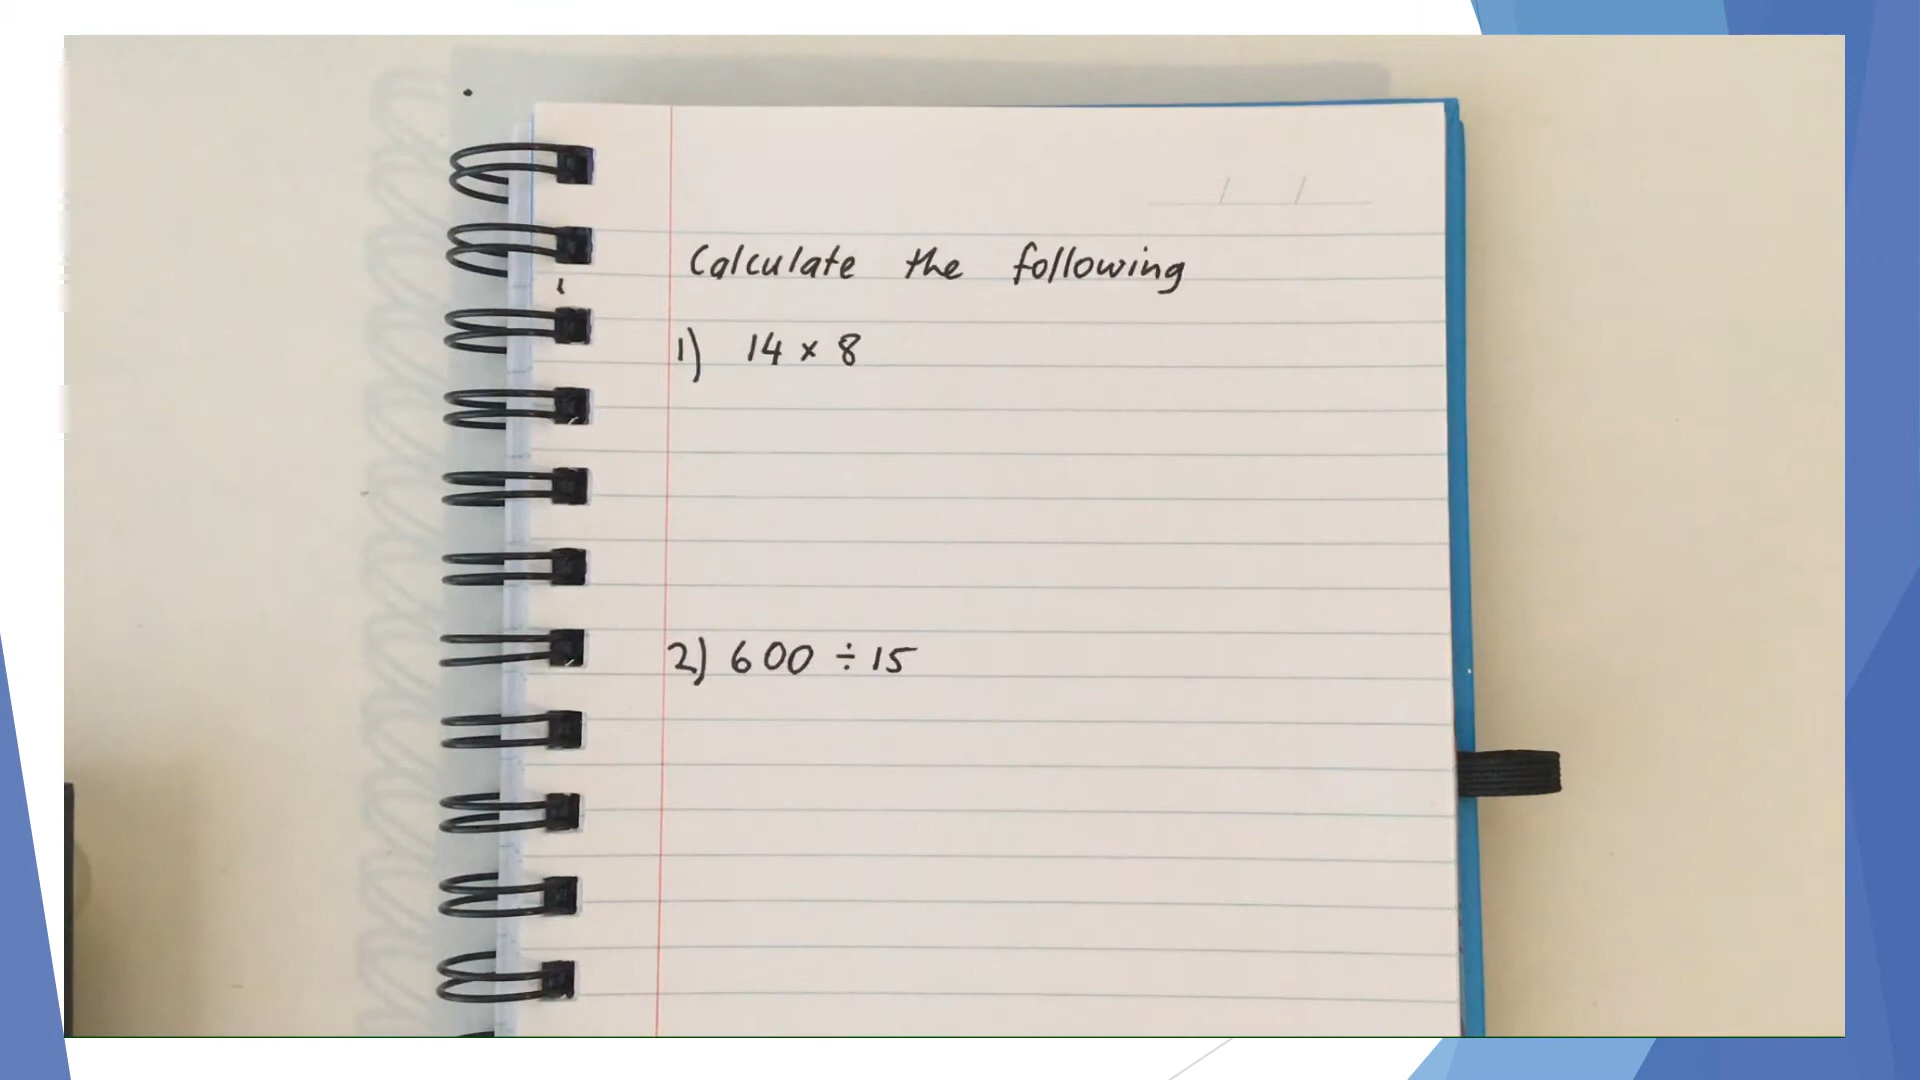 Calculate the following
1) 14 × 8
2) 600 ÷ 15